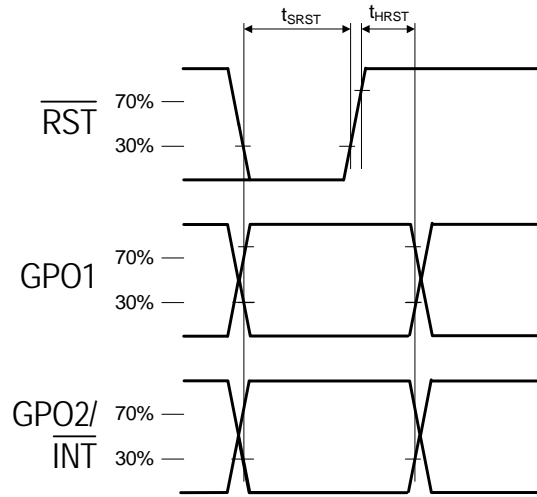 tSRST tHRST
70%
RST
30%
70%
GPO1
30%
GPO2/ 70%
INT 30%